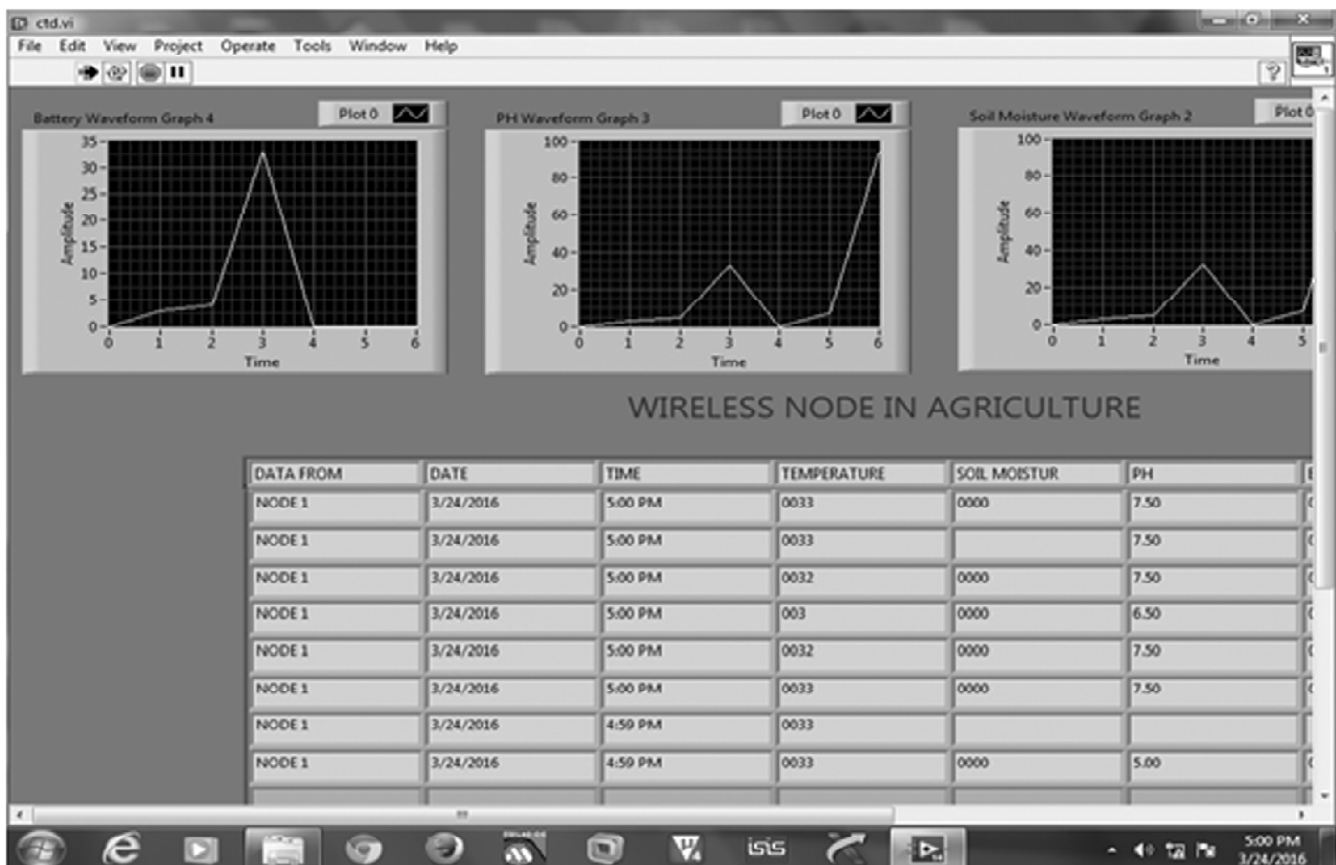 ctd.vi
File Edit View Project Operate Tools Window Help
Battery Waveform Graph 4 Plot 0
35
30
25
20
15
10
5
0
Amplitude
0 1 2 3 4 5 6
Time
PH Waveform Graph 3 Plot 0
100
80
60
40
20
0
Amplitude
0 1 2 3 4 5 6
Time
Soil Moisture Waveform Graph 2 Plot 0
100
80
60
40
20
0
Amplitude
0 1 2 3 4 5
Time
WIRELESS NODE IN AGRICULTURE
DATA FROM DATE TIME TEMPERATURE SOIL MOISTUR PH
NODE 1 3/24/2016 5:00 PM 0033 0000 7.50
NODE 1 3/24/2016 5:00 PM 0033 7.50
NODE 1 3/24/2016 5:00 PM 0032 0000 7.50
NODE 1 3/24/2016 5:00 PM 003 0000 6.50
NODE 1 3/24/2016 5:00 PM 0032 0000 7.50
NODE 1 3/24/2016 5:00 PM 0033 0000 7.50
NODE 1 3/24/2016 4:59 PM 0033
NODE 1 3/24/2016 4:59 PM 0033 0000 5.00
isis
5:00 PM
3/24/2016